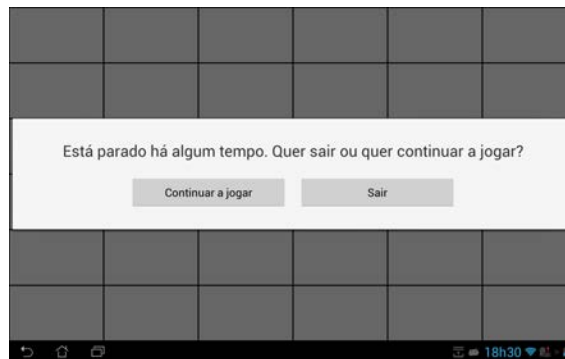 Está parado há algum tempo. Quer sair ou quer continuar a jogar?
Continuar a jogar Sair
18h30